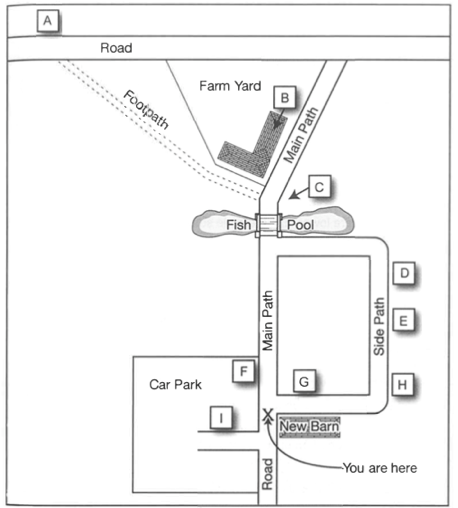 A
Road
Farm Yard
B
Footpath
Main Path
C
Fish Pool
D
Main Path
Side Path
E
F
Car Park
G
H
I
X
New Barn
You are here
Road